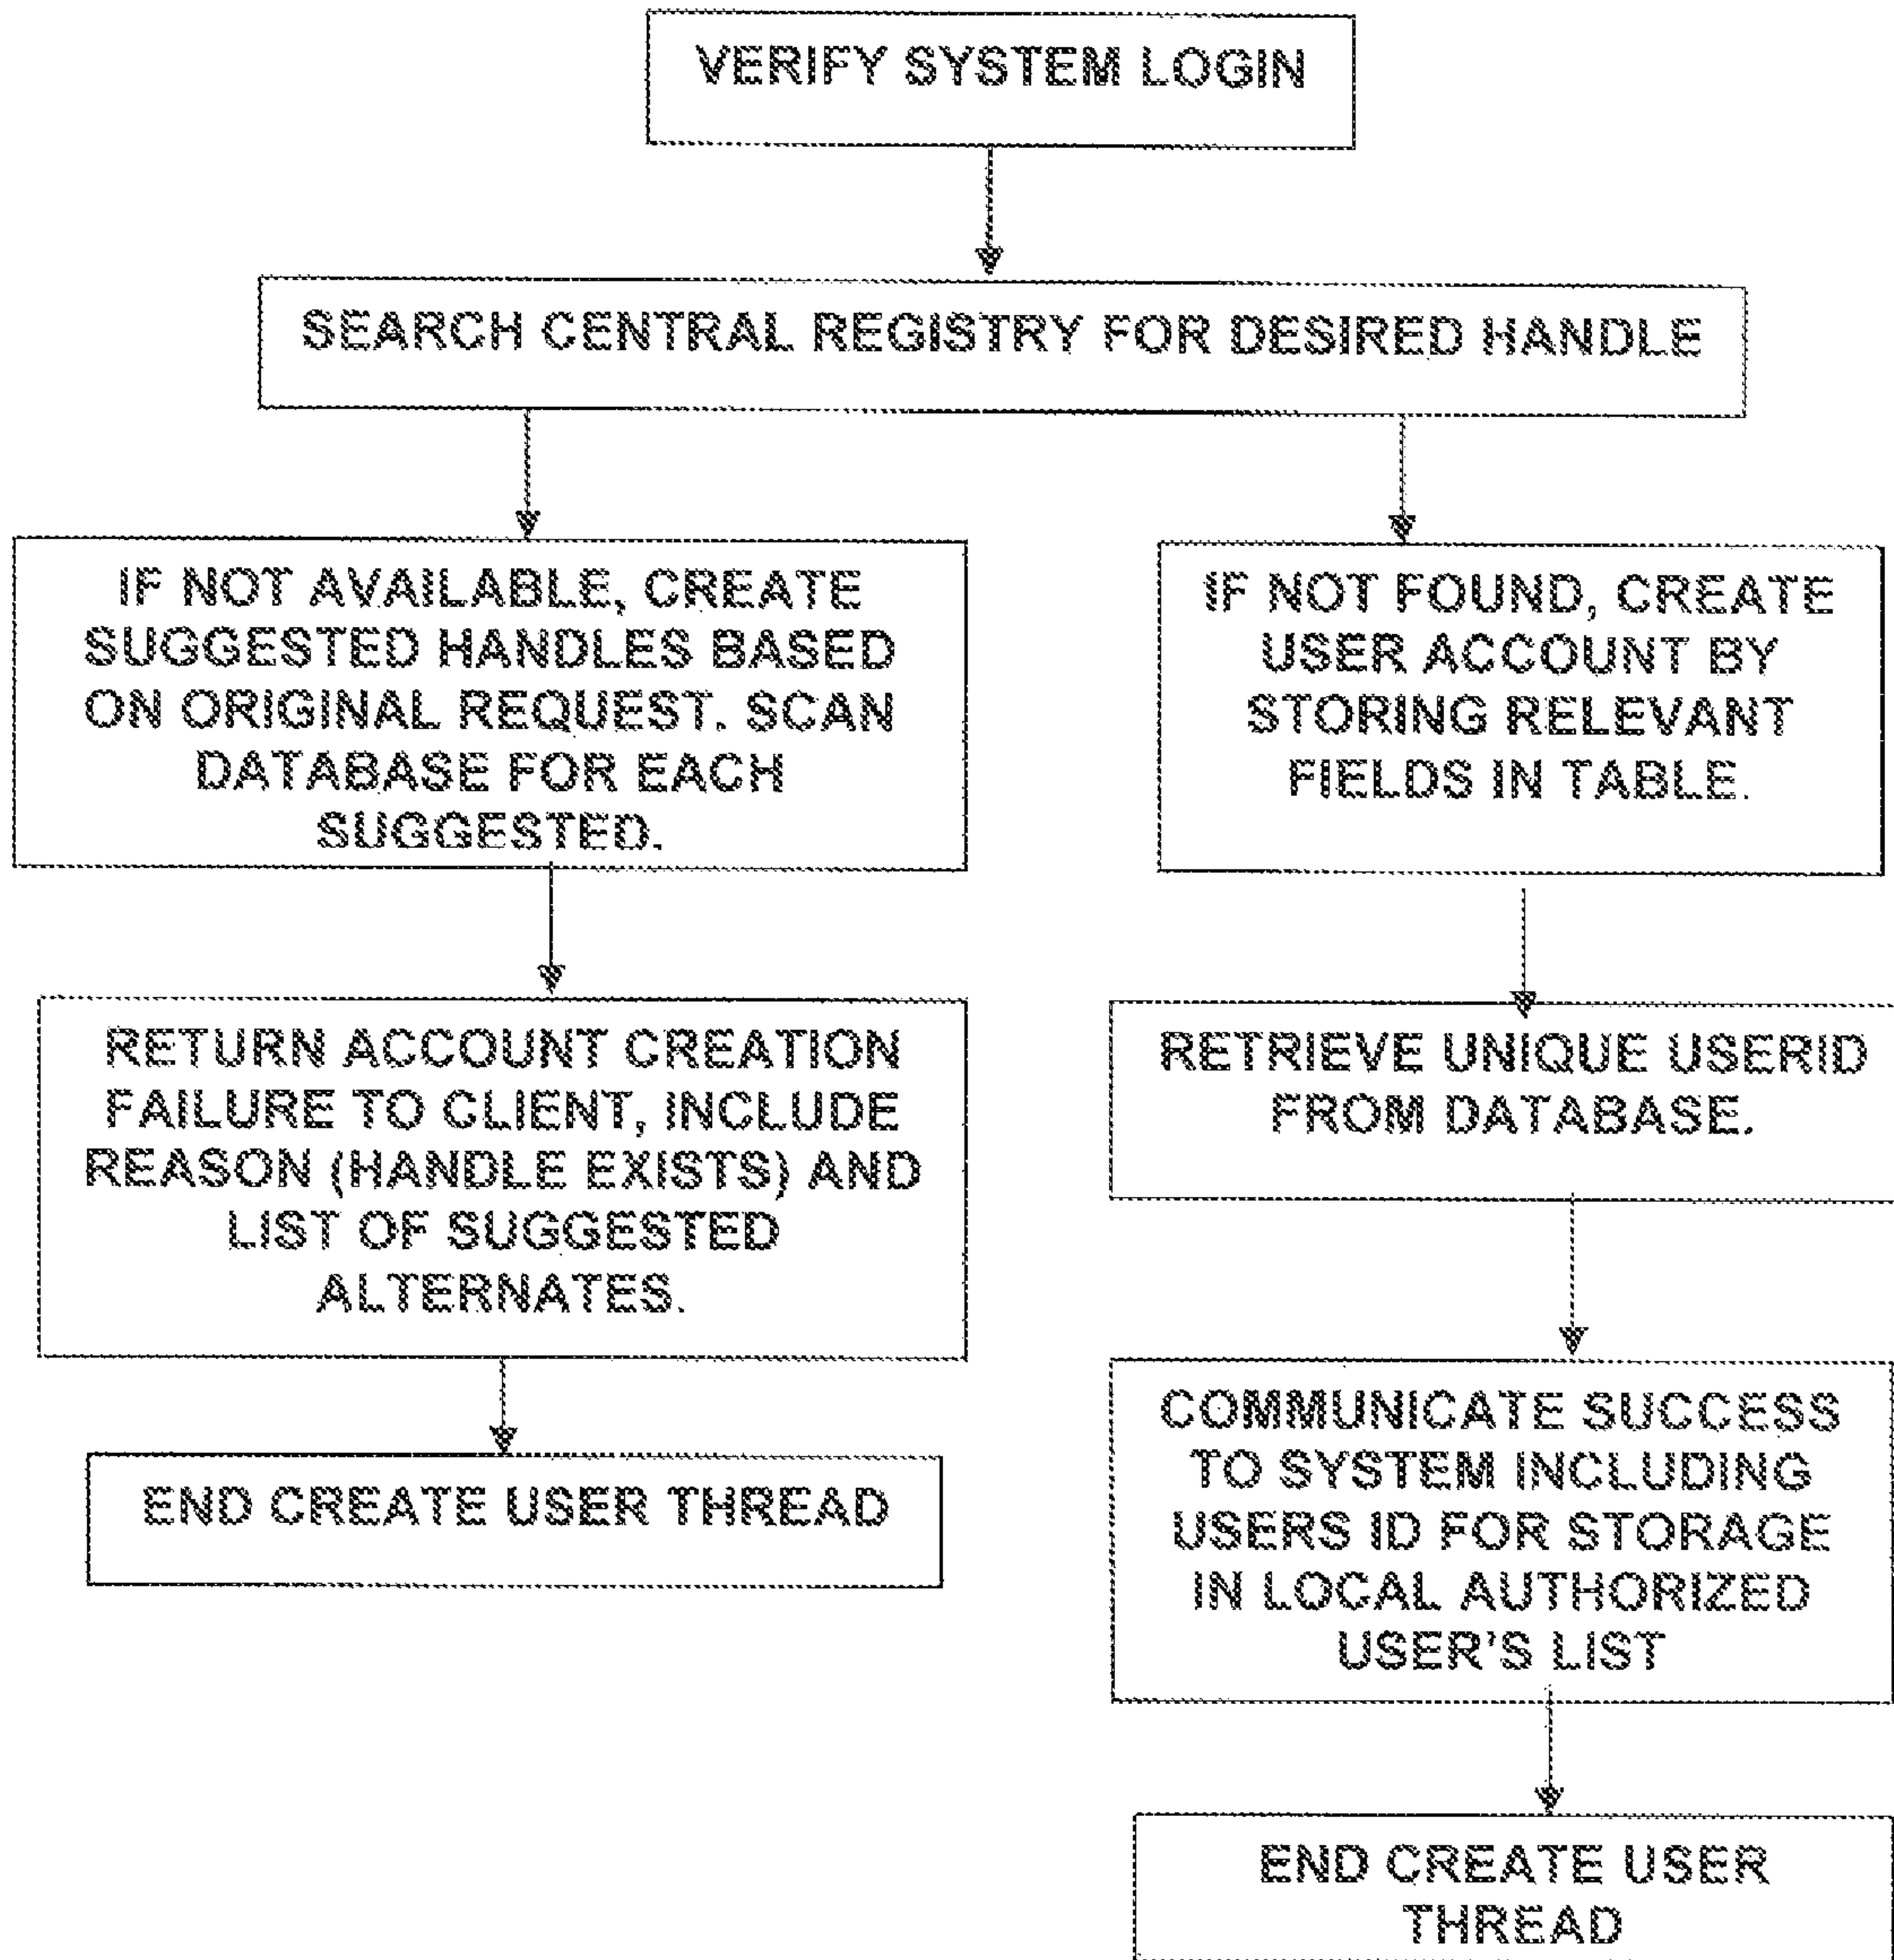 VERIFY SYSTEM LOGIN
SEARCH CENTRAL REGISTRY FOR DESIRED HANDLE
IF NOT AVAILABLE, CREATE
SUGGESTED HANDLES BASED
ON ORIGINAL REQUEST. SCAN
DATABASE FOR EACH
SUGGESTED.
RETURN ACCOUNT CREATION
FAILURE TO CLIENT, INCLUDE
REASON (HANDLE EXISTS) AND
LIST OF SUGGESTED
ALTERNATES.
END CREATE USER THREAD
IF NOT FOUND, CREATE
USER ACCOUNT BY
STORING RELEVANT
FIELDS IN TABLE.
RETRIEVE UNIQUE USERID
FROM DATABASE.
COMMUNICATE SUCCESS
TO SYSTEM INCLUDING
USERS ID FOR STORAGE
IN LOCAL AUTHORIZED
USER'S LIST
END CREATE USER
THREAD